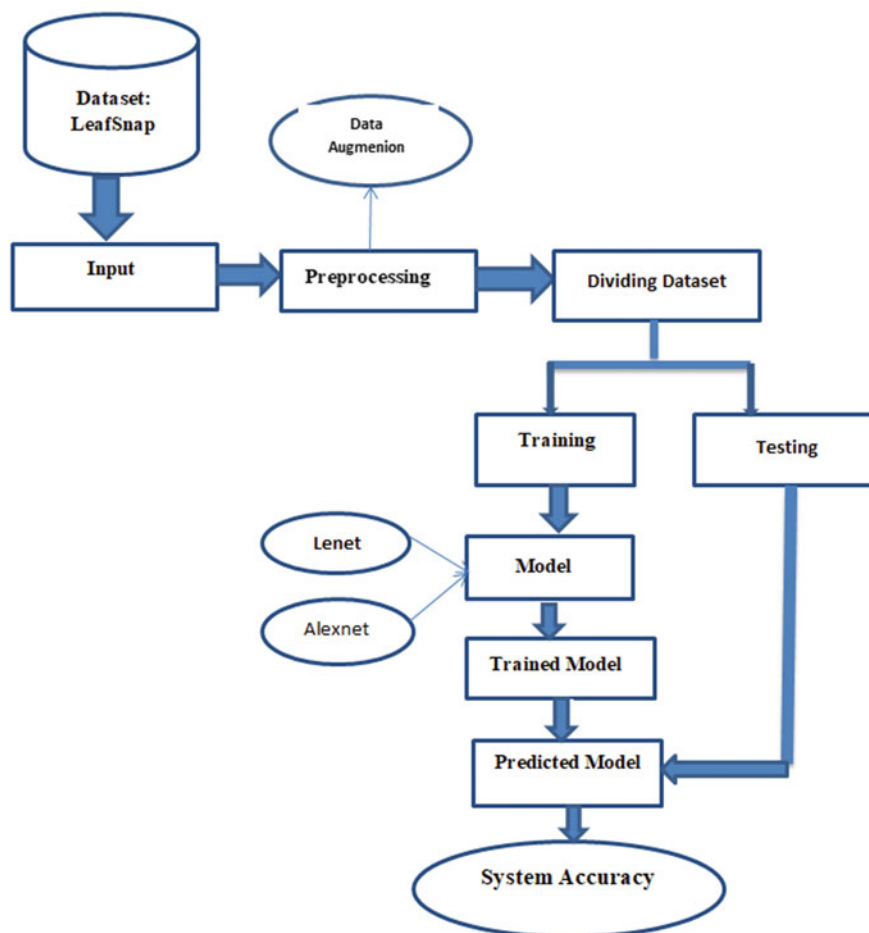 Dataset:
LeafSnap
Data
Augmenion
Input
Preprocessing
Dividing Dataset
Training
Testing
Lenet
Model
Alexnet
Trained Model
Predicted Model
System Accuracy